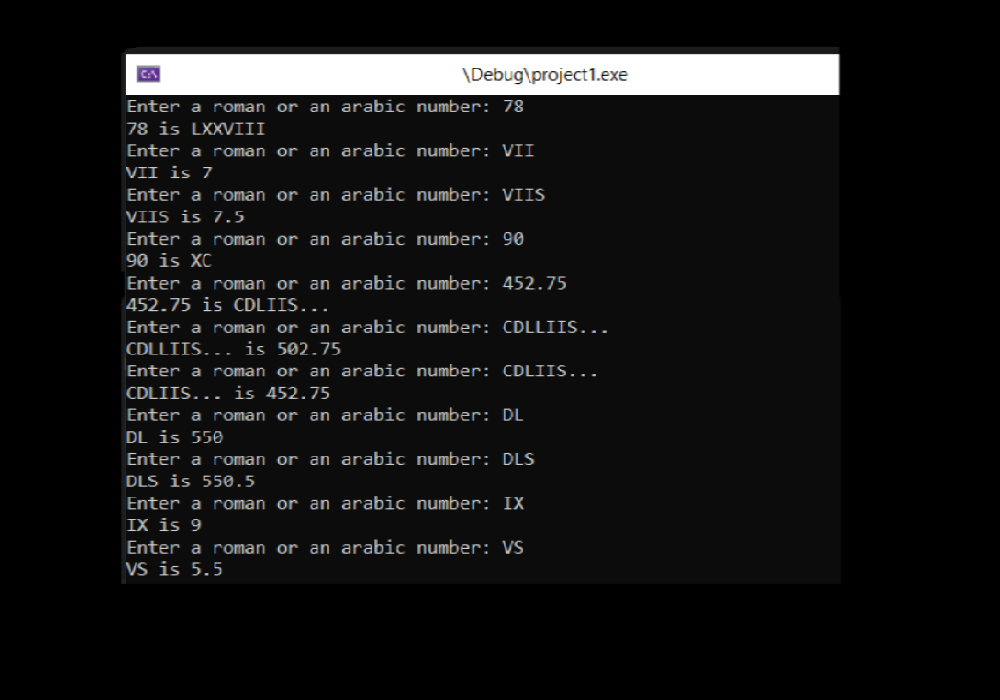 C:\
\Debug\project1.exe
Enter a roman or an arabic number: 78
78 is LXXVIII
Enter a roman or an arabic number: VII
VII is 7
Enter a roman or an arabic number: VIIS
VIIS is 7.5
Enter a roman or an arabic number: 90
90 is XC
Enter a roman or an arabic number: 452.75
452.75 is CDLIIS...
Enter a roman or an arabic number: CDLLIIS...
CDLLIIS... is 502.75
Enter a roman or an arabic number: CDLIIS...
CDLIIS... is 452.75
Enter a roman or an arabic number: DL
DL is 550
Enter a roman or an arabic number: DLS
DLS is 550.5
Enter a roman or an arabic number: IX
IX is 9
Enter a roman or an arabic number: VS
VS is 5.5